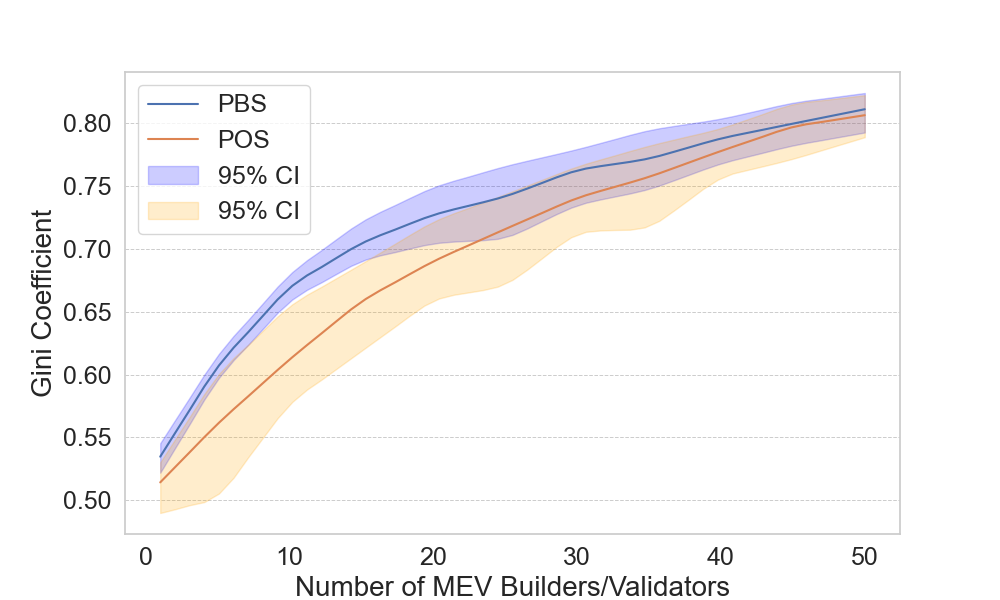 PBS
POS
95% CI
95% CI
Gini Coefficient
0.80
0.75
0.70
0.65
0.60
0.55
0.50
0 10 20 30 40 50
Number of MEV Builders/Validators